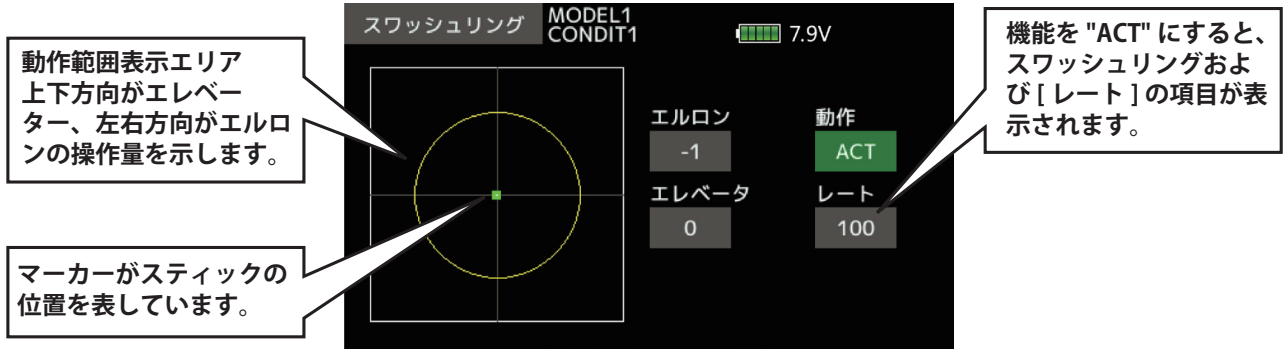 スワッシュリング
MODEL1
CONDIT1
7.9V
動作範囲表示エリア
上下方向がエレベー
ター、左右方向がエルロ
ンの操作量を示します。
マーカーがスティックの
位置を表しています。
エルロン
-1
動作
ACT
エレベータ
0
レート
100
機能を "ACT" にすると、
スワッシュリングおよ
び [ レート ] の項目が表
示されます。